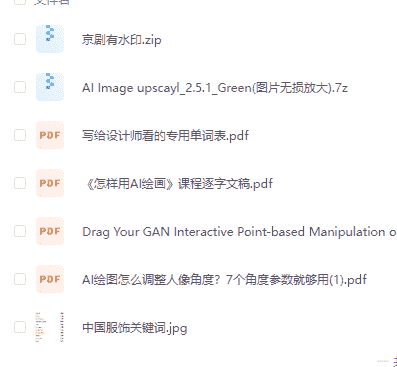 文件名
京剧有水印.zip
AI Image upscayl_2.5.1_Green(图片无损放大).7z
PDF 写给设计师看的专用单词表.pdf
PDF 《怎样用AI绘画》课程逐字文稿.pdf
PDF Drag Your GAN Interactive Point-based Manipulation o
PDF AI绘图怎么调整人像角度？7个角度参数就够用(1).pdf
中国服饰关键词.jpg